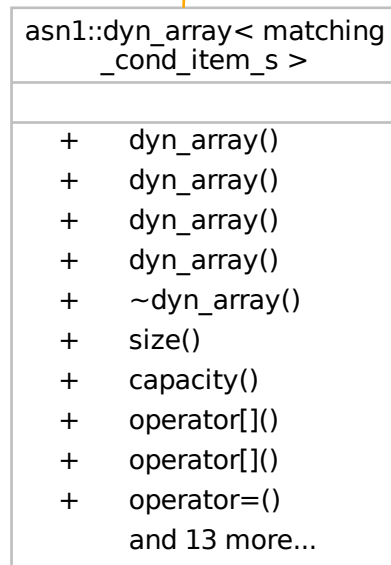 asn1::dyn_array< matching
_cond_item_s >
+ dyn_array()
+ dyn_array()
+ dyn_array()
+ dyn_array()
+ ~dyn_array()
+ size()
+ capacity()
+ operator[]()
+ operator[]()
+ operator=()
and 13 more...